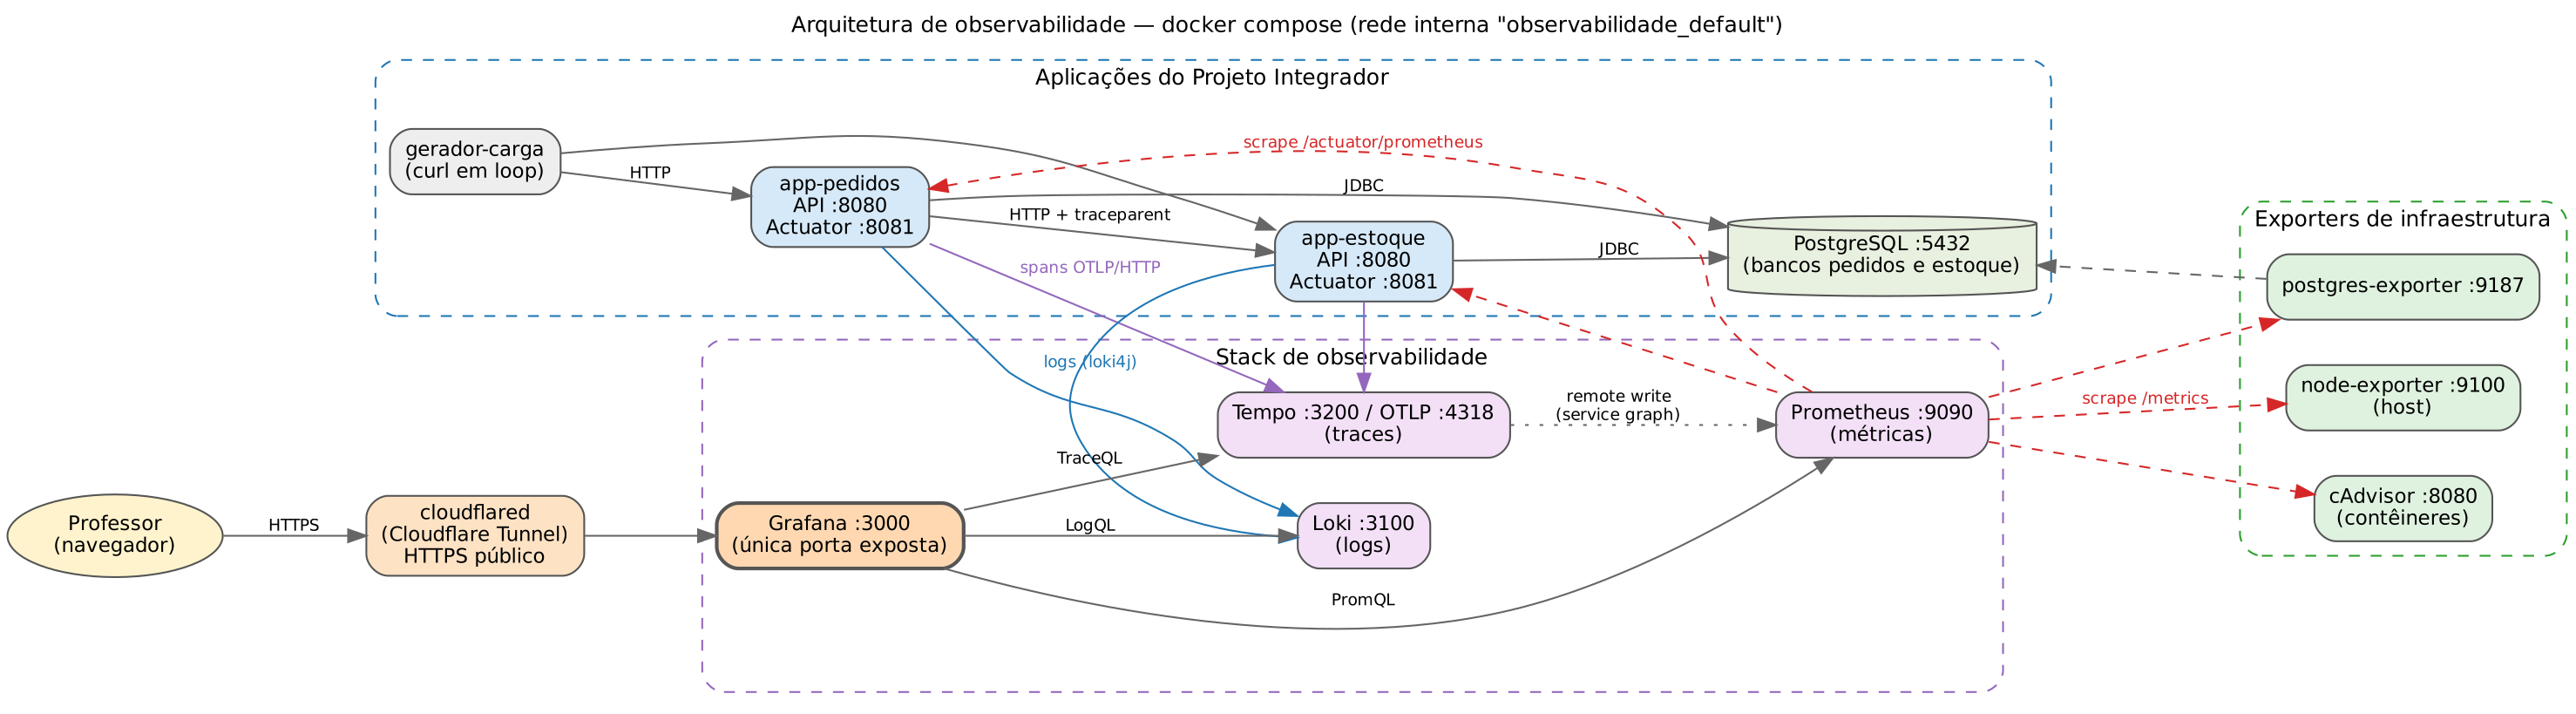 Arquitetura de observabilidade — docker compose (rede interna "observabilidade_default")
Aplicações do Projeto Integrador
gerador-carga
(curl em loop)
HTTP
app-pedidos
API :8080
Actuator :8081
scrape /actuator/prometheus
JDBC
HTTP + traceparent
app-estoque
API :8080
Actuator :8081
JDBC
PostgreSQL :5432
(bancos pedidos e estoque)
spans OTLP/HTTP
logs (loki4j)
Exporters de infraestrutura
postgres-exporter :9187
node-exporter :9100
(host)
cAdvisor :8080
(contêineres)
scrape /metrics
Stack de observabilidade
Tempo :3200 / OTLP :4318
(traces)
remote write
(service graph)
Prometheus :9090
(métricas)
TraceQL
Professor
(navegador)
HTTPS
cloudflared
(Cloudflare Tunnel)
HTTPS público
Grafana :3000
(única porta exposta)
LogQL
Loki :3100
(logs)
PromQL